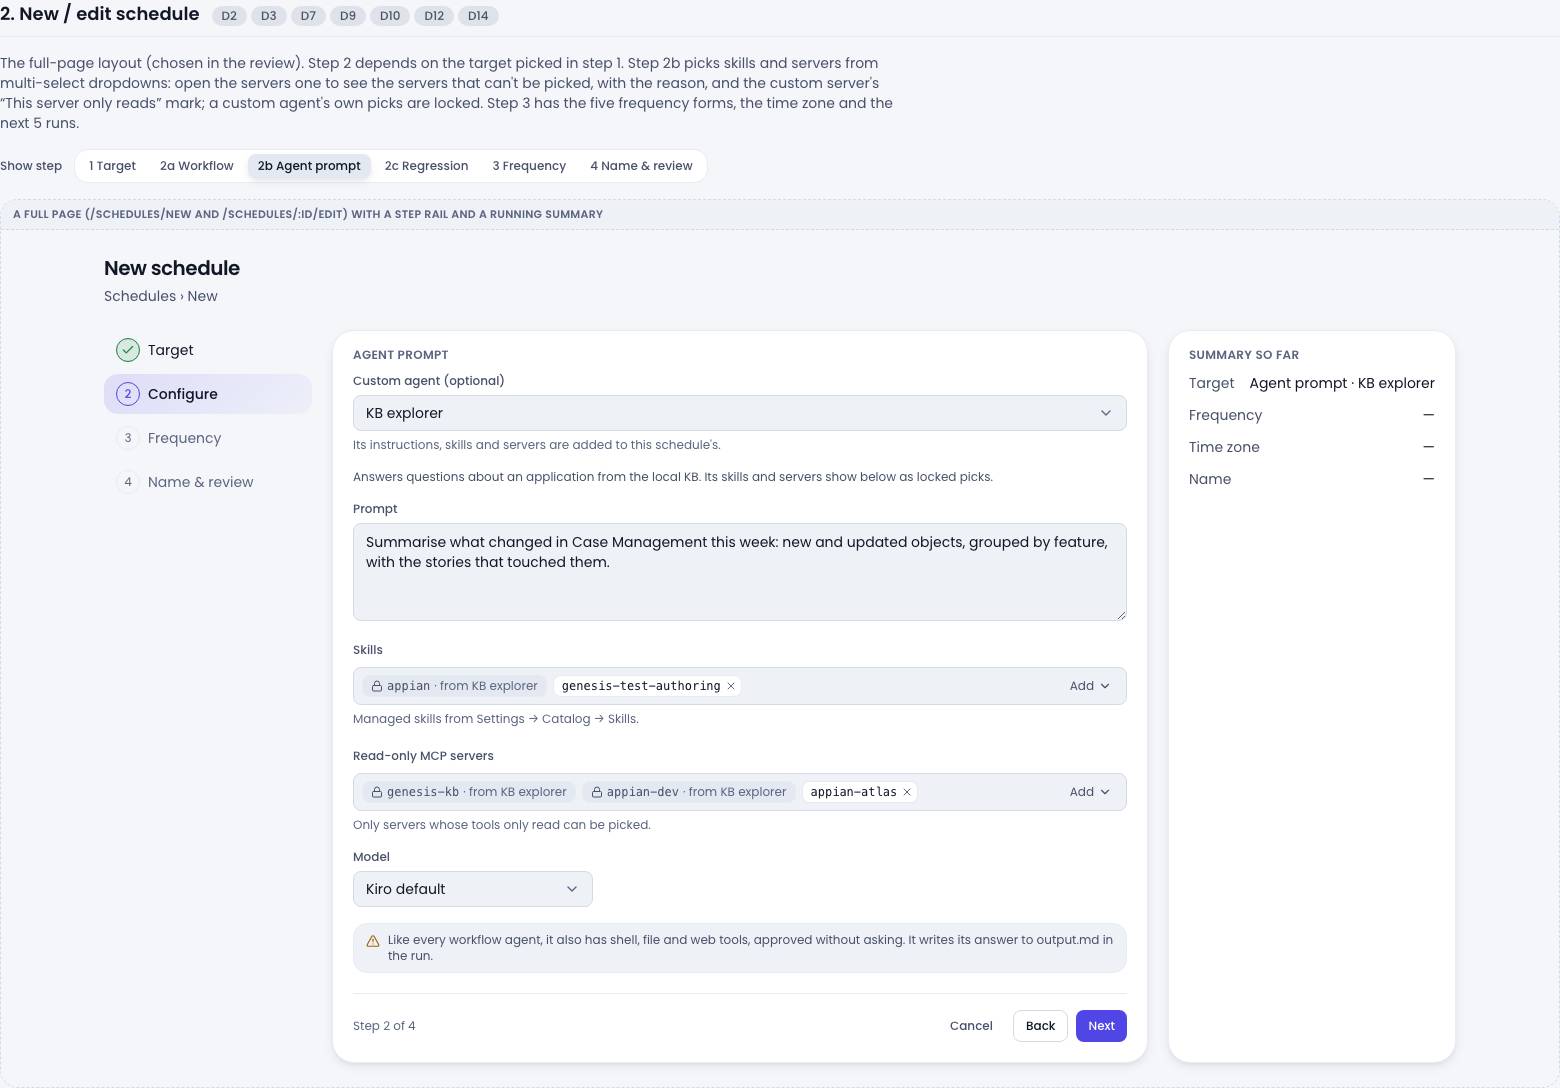 2. New / edit schedule D2 D3 D7 D9 D10 D12 D14
The full-page layout (chosen in the review). Step 2 depends on the target picked in step 1. Step 2b picks skills and servers from
multi-select dropdowns: open the servers one to see the servers that can't be picked, with the reason, and the custom server's
“This server only reads” mark; a custom agent's own picks are locked. Step 3 has the five frequency forms, the time zone and the
next 5 runs.
Show step 1 Target 2a Workflow 2b Agent prompt 2c Regression 3 Frequency 4 Name & review
A FULL PAGE (/SCHEDULES/NEW AND /SCHEDULES/:ID/EDIT) WITH A STEP RAIL AND A RUNNING SUMMARY
New schedule
Schedules › New
Target
2 Configure
3 Frequency
4 Name & review
AGENT PROMPT
Custom agent (optional)
KB explorer
Its instructions, skills and servers are added to this schedule's.
Answers questions about an application from the local KB. Its skills and servers show below as locked picks.
Prompt
Summarise what changed in Case Management this week: new and updated objects, grouped by feature,
with the stories that touched them.
Skills
appian · from KB explorer genesis-test-authoring × Add
Managed skills from Settings → Catalog → Skills.
Read-only MCP servers
genesis-kb · from KB explorer appian-dev · from KB explorer appian-atlas × Add
Only servers whose tools only read can be picked.
Model
Kiro default
Like every workflow agent, it also has shell, file and web tools, approved without asking. It writes its answer to output.md in
the run.
Step 2 of 4 Cancel Back Next
SUMMARY SO FAR
Target Agent prompt · KB explorer
Frequency —
Time zone —
Name —